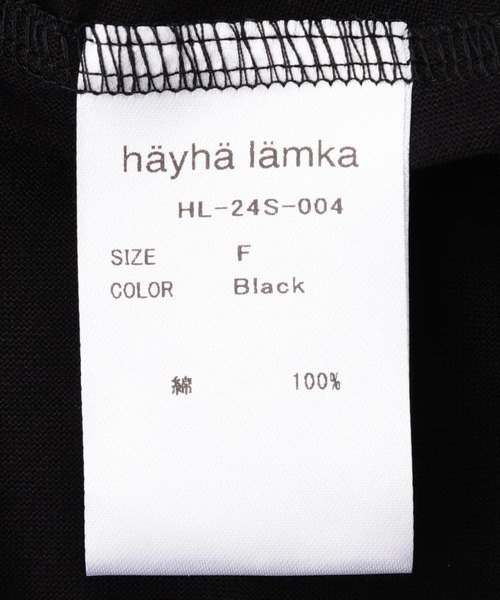 häyhä lämka
HL-24S-004
SIZE F
COLOR Black
綿 100%